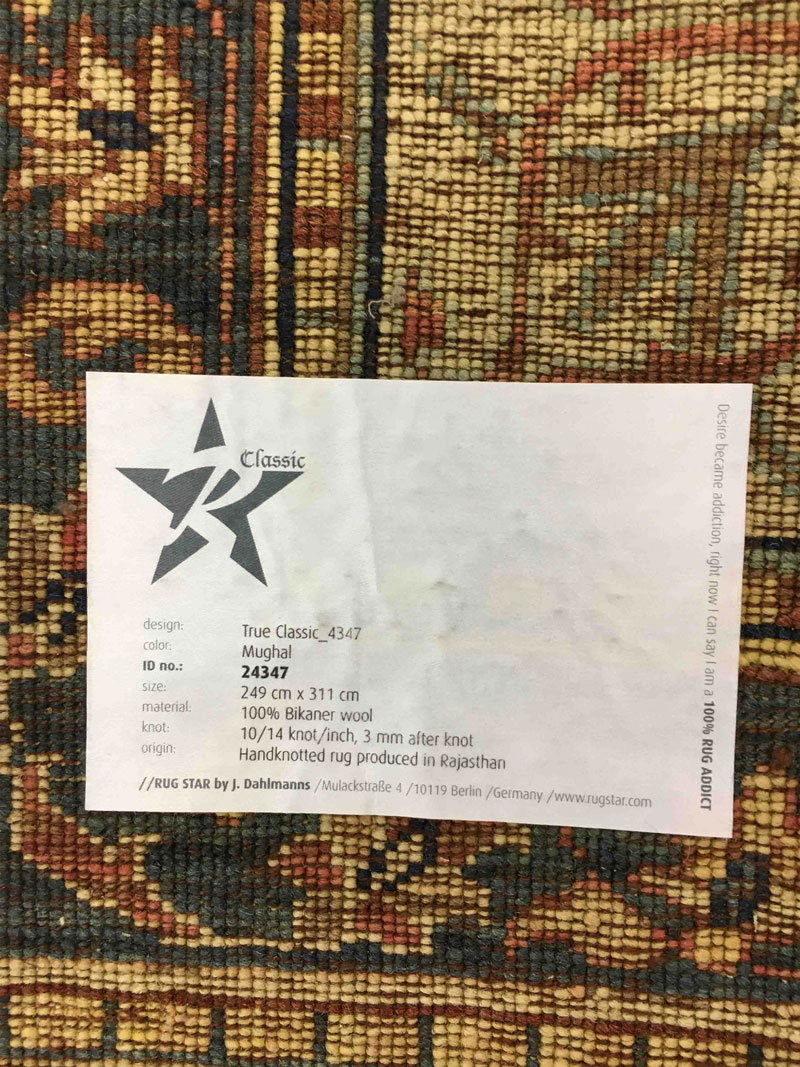 Classic
design: True Classic_4347
color: Mughal
ID no.: 24347
size: 249 cm x 311 cm
material: 100% Bikaner wool
knot: 10/14 knot/inch, 3 mm after knot
origin: Handknotted rug produced in Rajasthan
//RUG STAR by J. Dahlmanns /Mulackstraße 4 /10119 Berlin /Germany /www.rugstar.com
Desire became addiction, right now I can say I am a 100% RUG ADDICT